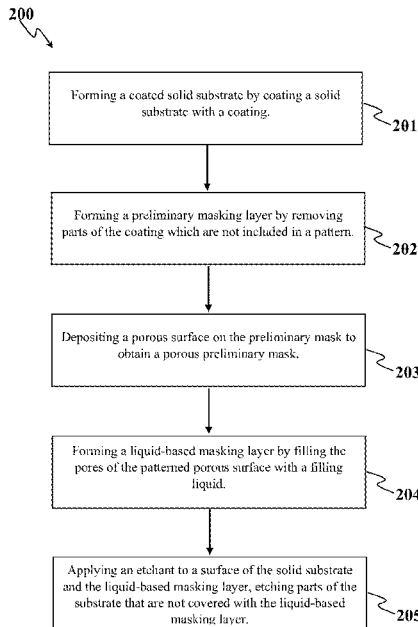 200
Forming a coated solid substrate by coating a solid
substrate with a coating.
201
Forming a preliminary masking layer by removing
parts of the coating which are not included in a pattern.
202
Depositing a porous surface on the preliminary mask to
obtain a porous preliminary mask.
203
Forming a liquid-based masking layer by filling the
pores of the patterned porous surface with a filling
liquid.
204
Applying an etchant to a surface of the solid substrate
and the liquid-based masking layer, etching parts of the
substrate that are not covered with the liquid-based
masking layer.
205